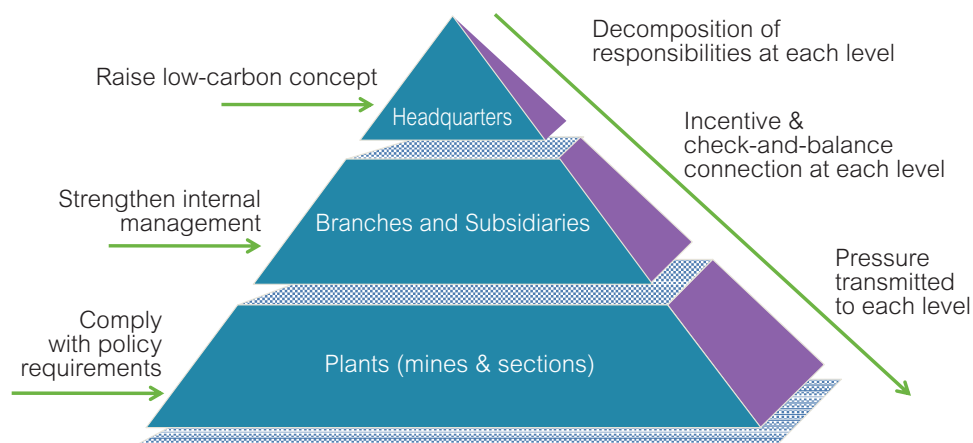 Decomposition of
responsibilities at each level
Raise low-carbon concept
Headquarters
Incentive &
check-and-balance
connection at each level
Strengthen internal
management
Branches and Subsidiaries
Pressure
transmitted
to each level
Comply
with policy
requirements
Plants (mines & sections)